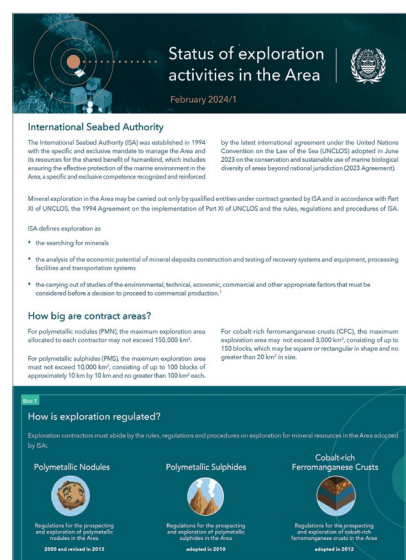 Status of exploration
activities in the Area
February 2024/1
International Seabed Authority
The International Seabed Authority (ISA) was established in 1994
with the specific and exclusive mandate to manage the Area and
its resources for the shared benefit of humankind, which includes
ensuring the effective protection of the marine environment in the
Area, a specific and exclusive competence recognized and reinforced
by the latest international agreement under the United Nations
Convention on the Law of the Sea (UNCLOS) adopted in June
2023 on the conservation and sustainable use of marine biological
diversity of areas beyond national jurisdiction (2023 Agreement).
Mineral exploration in the Area may be carried out only by qualified entities under contract granted by ISA and in accordance with Part
XI of UNCLOS, the 1994 Agreement on the implementation of Part XI of UNCLOS and the rules, regulations and procedures of ISA.
ISA defines exploration as
• the searching for minerals
• the analysis of the economic potential of mineral deposits construction and testing of recovery systems and equipment, processing
facilities and transportation systems
• the carrying out of studies of the environmental, technical, economic, commercial and other appropriate factors that must be
considered before a decision to proceed to commercial production.¹
How big are contract areas?
For polymetallic nodules (PMN), the maximum exploration area
allocated to each contractor may not exceed 150,000 km².
For polymetallic sulphides (PMS), the maximum exploration area
must not exceed 10,000 km², consisting of up to 100 blocks of
approximately 10 km by 10 km and no greater than 100 km² each.
For cobalt-rich ferromanganese crusts (CFC), the maximum
exploration area may not exceed 3,000 km², consisting of up to
150 blocks, which may be square or rectangular in shape and no
greater than 20 km² in size.
Box 1
How is exploration regulated?
Exploration contractors must abide by the rules, regulations and procedures on exploration for mineral resources in the Area adopted
by ISA:
Polymetallic Nodules
Regulations for the prospecting
and exploration of polymetallic
nodules in the Area
2000 and revised in 2013
Polymetallic Sulphides
Regulations for the prospecting
and exploration of polymetallic
sulphides in the Area
adopted in 2010
Cobalt-rich
Ferromanganese Crusts
Regulations for the prospecting
and exploration of cobalt-rich
ferromanganese crusts in the Area
adopted in 2012